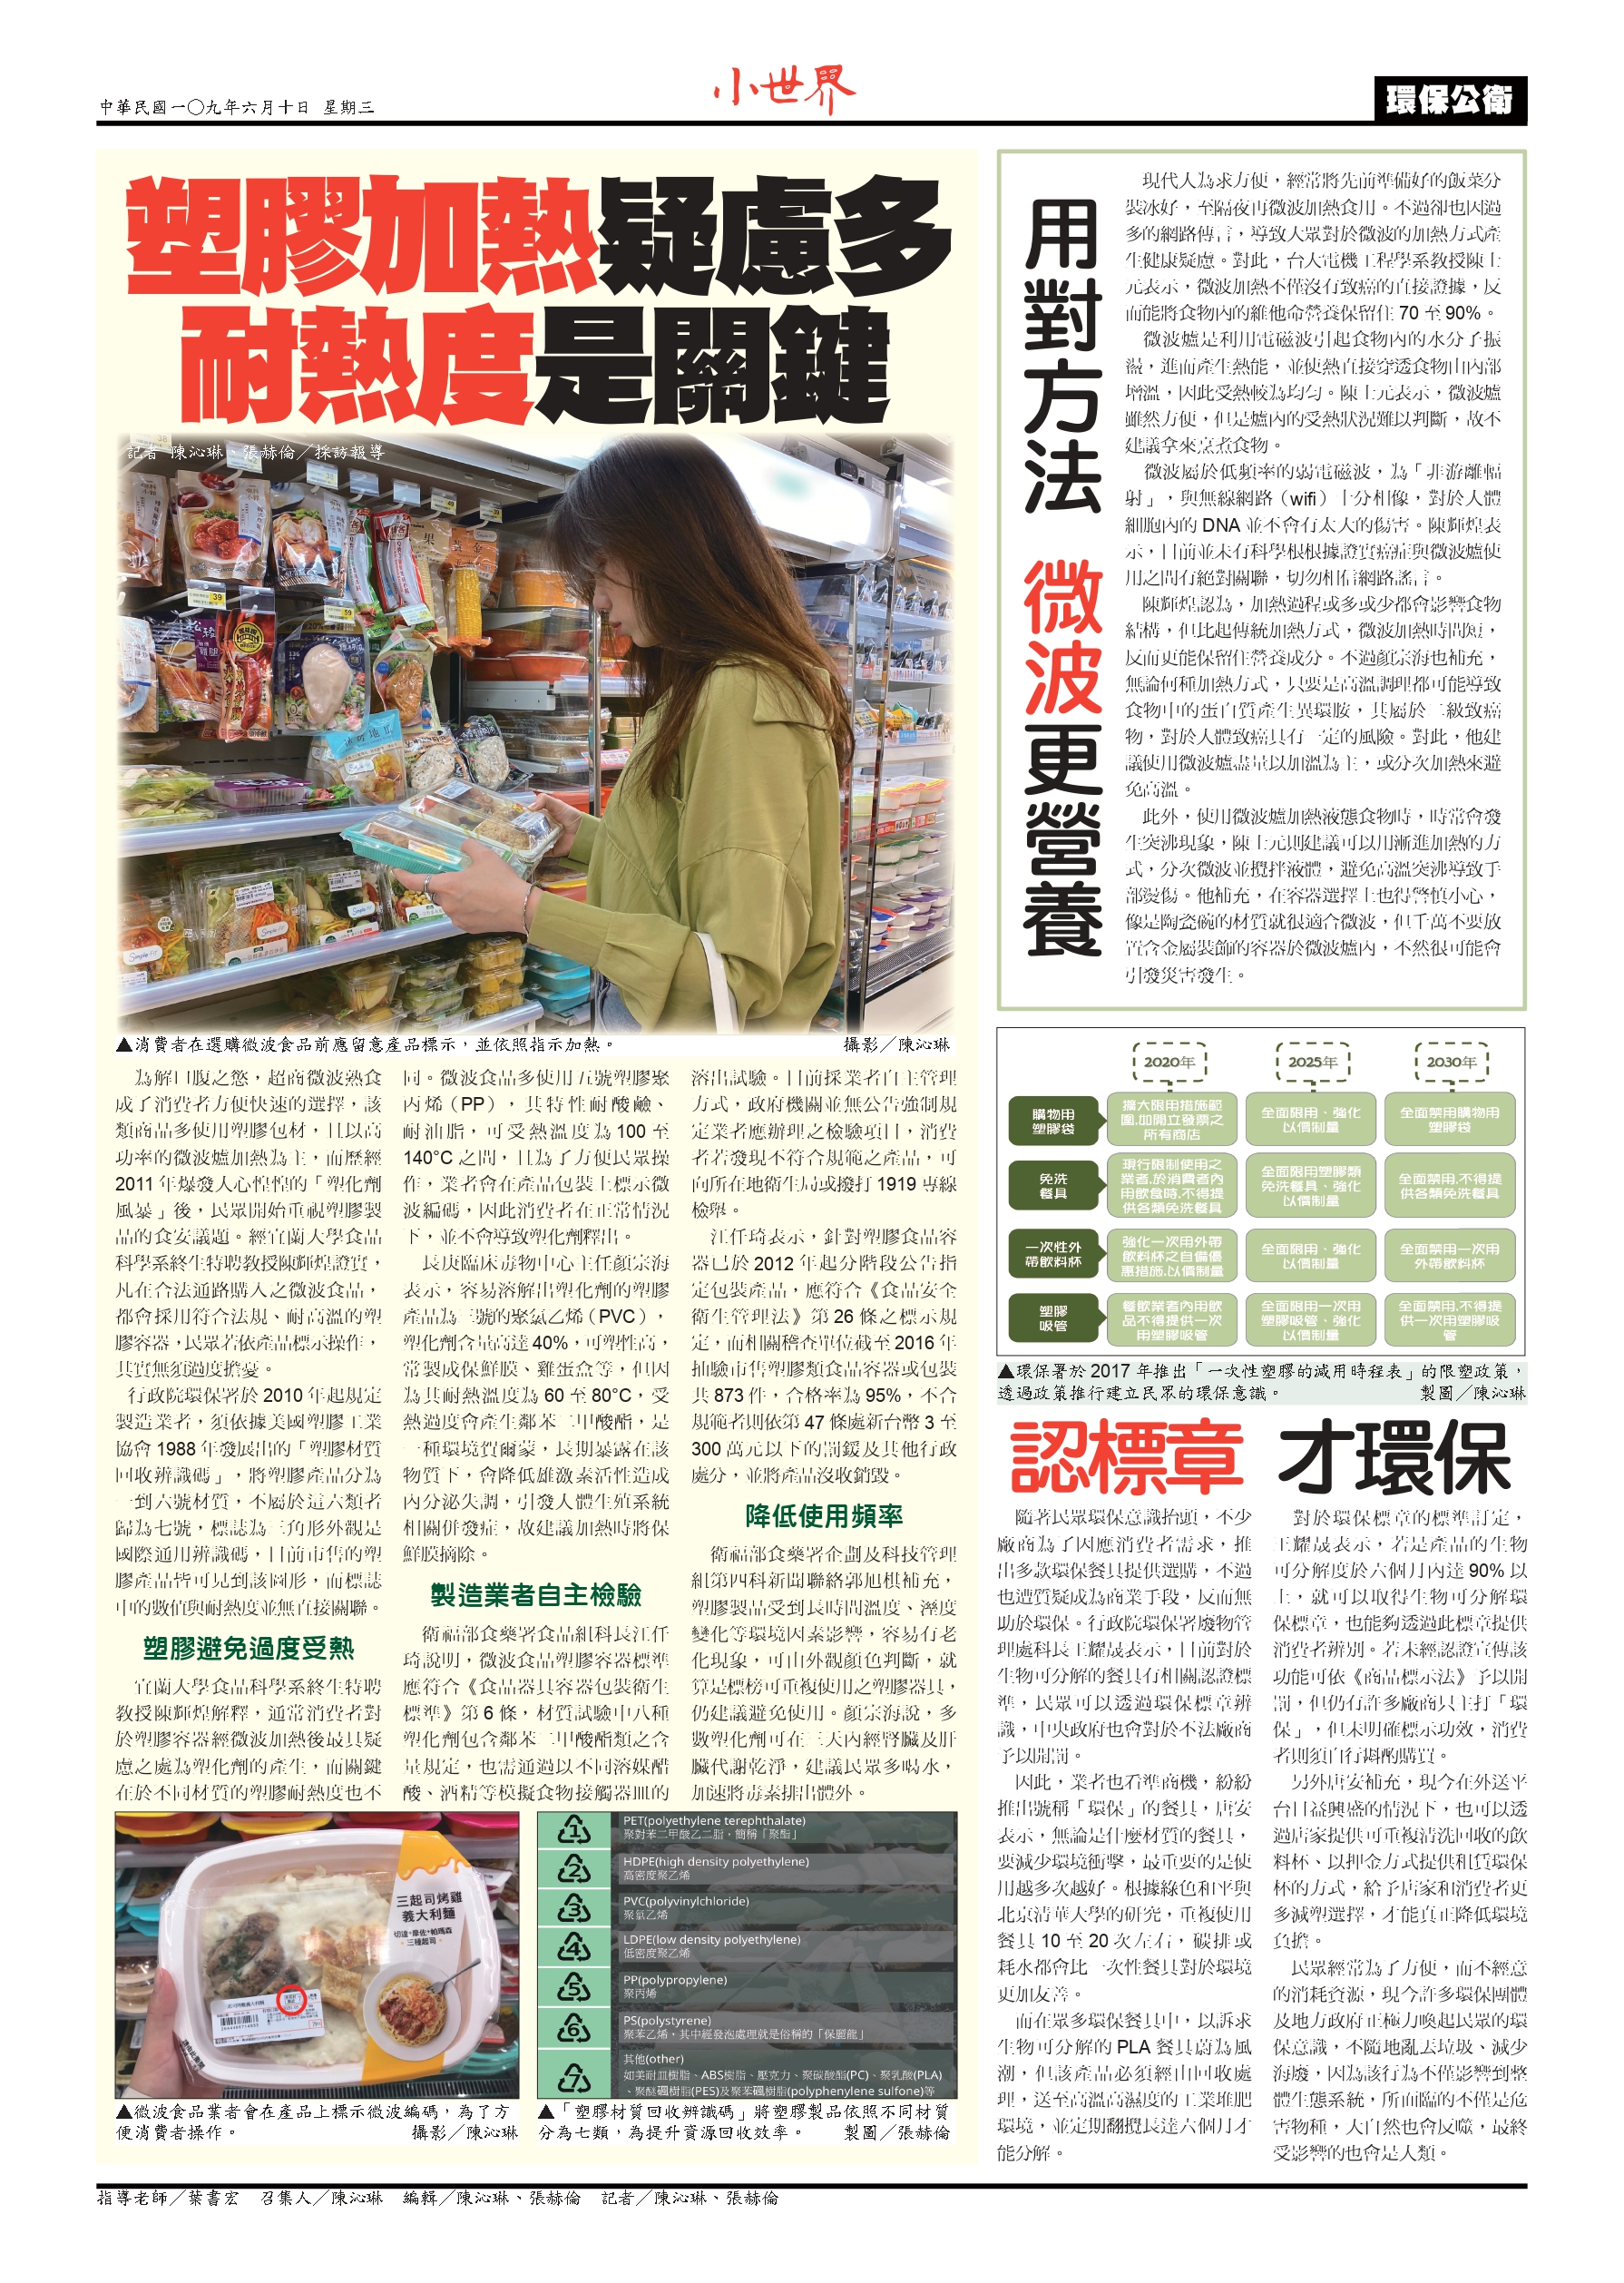 中華民國一〇九年六月十日 星期三
小世界
環保公衛
塑膠加熱疑慮多
耐熱度是關鍵
記者 陳沁琳、張赫倫／採訪報導
▲消費者在選購微波食品前應留意產品標示，並依照指示加熱。 攝影／陳沁琳
為解口腹之慾，超商微波熟食
成了消費者方便快速的選擇，該
類商品多使用塑膠包材，且以高
功率的微波爐加熱為主，而歷經
2011 年爆發人心惶惶的「塑化劑
風暴」後，民眾開始重視塑膠製
品的食安議題。經宜蘭大學食品
科學系終生特聘教授陳輝煌證實，
凡在合法通路購入之微波食品，
都會採用符合法規、耐高溫的塑
膠容器，民眾若依產品標示操作，
其實無須過度擔憂。
行政院環保署於 2010 年起規定
製造業者，須依據美國塑膠工業
協會 1988 年發展出的「塑膠材質
回收辨識碼」，將塑膠產品分為
一到六號材質，不屬於這六類者
歸為七號，標誌為三角形外觀是
國際通用辨識碼，目前市售的塑
膠產品皆可見到該圖形，而標誌
中的數值與耐熱度並無直接關聯。
塑膠避免過度受熱
宜蘭大學食品科學系終生特聘
教授陳輝煌解釋，通常消費者對
於塑膠容器經微波加熱後最具疑
慮之處為塑化劑的產生，而關鍵
在於不同材質的塑膠耐熱度也不
同。微波食品多使用五號塑膠聚
丙烯（PP），其特性耐酸鹼、
耐油脂，可受熱溫度為 100 至
140°C 之間，且為了方便民眾操
作，業者會在產品包裝上標示微
波編碼，因此消費者在正常情況
下，並不會導致塑化劑釋出。
長庚臨床毒物中心主任顏宗海
表示，容易溶解出塑化劑的塑膠
產品為三號的聚氯乙烯（PVC），
塑化劑含量高達 40%，可塑性高，
常製成保鮮膜、雞蛋盒等，但因
為其耐熱溫度為 60 至 80°C，受
熱過度會產生鄰苯二甲酸酯，是
一種環境賀爾蒙，長期暴露在該
物質下，會降低雄激素活性造成
內分泌失調，引發人體生殖系統
相關併發症，故建議加熱時將保
鮮膜摘除。
製造業者自主檢驗
衛福部食藥署食品組科長江仟
琦說明，微波食品塑膠容器標準
應符合《食品器具容器包裝衛生
標準》第 6 條，材質試驗中八種
塑化劑包含鄰苯二甲酸酯類之含
量規定，也需通過以不同溶媒醋
酸、酒精等模擬食物接觸器皿的
溶出試驗。目前採業者自主管理
方式，政府機關並無公告強制規
定業者應辦理之檢驗項目，消費
者若發現不符合規範之產品，可
向所在地衛生局或撥打 1919 專線
檢舉。
江仟琦表示，針對塑膠食品容
器已於 2012 年起分階段公告指
定包裝產品，應符合《食品安全
衛生管理法》第 26 條之標示規
定，而相關稽查單位截至 2016 年
抽驗市售塑膠類食品容器或包裝
共 873 件，合格率為 95%，不合
規範者則依第 47 條處新台幣 3 至
300 萬元以下的罰鍰及其他行政
處分，並將產品沒收銷毀。
降低使用頻率
衛福部食藥署企劃及科技管理
組第四科新聞聯絡郭旭棋補充，
塑膠製品受到長時間溫度、溼度
變化等環境因素影響，容易有老
化現象，可由外觀顏色判斷，就
算是標榜可重複使用之塑膠器具，
仍建議避免使用。顏宗海說，多
數塑化劑可在三天內經腎臟及肝
臟代謝乾淨，建議民眾多喝水，
加速將毒素排出體外。
三起司烤雞
義大利麵
切達·摩佐·帕瑪森
三種起司
▲微波食品業者會在產品上標示微波編碼，為了方
便消費者操作。 攝影／陳沁琳
1 PET(polyethylene terephthalate)
聚對苯二甲酸乙二脂，簡稱「聚酯」
2 HDPE(high density polyethylene)
高密度聚乙烯
3 PVC(polyvinylchloride)
聚氯乙烯
4 LDPE(low density polyethylene)
低密度聚乙烯
5 PP(polypropylene)
聚丙烯
6 PS(polystyrene)
聚苯乙烯，其中經發泡處理就是俗稱的「保麗龍」
7 其他(other)
如美耐皿樹脂、ABS樹脂、壓克力、聚碳酸酯(PC)、聚乳酸(PLA)
、聚醚碸樹脂(PES)及聚苯碸樹脂(polyphenylene sulfone)等
▲「塑膠材質回收辨識碼」將塑膠製品依照不同材質
分為七類，為提升資源回收效率。 製圖／張赫倫
用對方法 微波更營養
現代人為求方便，經常將先前準備好的飯菜分
裝冰好，至隔夜再微波加熱食用。不過卻也因過
多的網路傳言，導致大眾對於微波的加熱方式產
生健康疑慮。對此，台大電機工程學系教授陳士
元表示，微波加熱不僅沒有致癌的直接證據，反
而能將食物內的維他命營養保留住 70 至 90%。
微波爐是利用電磁波引起食物內的水分子振
盪，進而產生熱能，並使熱直接穿透食物由內部
增溫，因此受熱較為均勻。陳士元表示，微波爐
雖然方便，但是爐內的受熱狀況難以判斷，故不
建議拿來烹煮食物。
微波屬於低頻率的弱電磁波，為「非游離輻
射」，與無線網路（wifi）十分相像，對於人體
細胞內的 DNA 並不會有太大的傷害。陳輝煌表
示，目前並未有科學根根據證實癌症與微波爐使
用之間有絕對關聯，切勿相信網路謠言。
陳輝煌認為，加熱過程或多或少都會影響食物
結構，但比起傳統加熱方式，微波加熱時間短，
反而更能保留住營養成分。不過顏宗海也補充，
無論何種加熱方式，只要是高溫調理都可能導致
食物中的蛋白質產生異環胺，其屬於二級致癌
物，對於人體致癌具有一定的風險。對此，他建
議使用微波爐盡量以加溫為主，或分次加熱來避
免高溫。
此外，使用微波爐加熱液態食物時，時常會發
生突沸現象，陳士元則建議可以用漸進加熱的方
式，分次微波並攪拌液體，避免高溫突沸導致手
部燙傷。他補充，在容器選擇上也得警慎小心，
像是陶瓷碗的材質就很適合微波，但千萬不要放
置含金屬裝飾的容器於微波爐內，不然很可能會
引發災害發生。
2020年 2025年 2030年
購物用
塑膠袋
擴大限用措施範
圍,如開立發票之
所有商店
全面限用、強化
以價制量
全面禁用購物用
塑膠袋
免洗
餐具
現行限制使用之
業者,於消費者內
用飲食時,不得提
供各類免洗餐具
全面限用塑膠類
免洗餐具、強化
以價制量
全面禁用,不得提
供各類免洗餐具
一次性外
帶飲料杯
強化一次用外帶
飲料杯之自備優
惠措施,以價制量
全面限用、強化
以價制量
全面禁用一次用
外帶飲料杯
塑膠
吸管
餐飲業者內用飲
品不得提供一次
用塑膠吸管
全面限用一次用
塑膠吸管、強化
以價制量
全面禁用,不得提
供一次用塑膠吸
管
▲環保署於 2017 年推出「一次性塑膠的減用時程表」的限塑政策，
透過政策推行建立民眾的環保意識。 製圖／陳沁琳
認標章 才環保
隨著民眾環保意識抬頭，不少
廠商為了因應消費者需求，推
出多款環保餐具提供選購，不過
也遭質疑成為商業手段，反而無
助於環保。行政院環保署廢物管
理處科長王耀晟表示，目前對於
生物可分解的餐具有相關認證標
準，民眾可以透過環保標章辨
識，中央政府也會對於不法廠商
予以開罰。
因此，業者也看準商機，紛紛
推出號稱「環保」的餐具，唐安
表示，無論是什麼材質的餐具，
要減少環境衝擊，最重要的是使
用越多次越好。根據綠色和平與
北京清華大學的研究，重複使用
餐具 10 至 20 次左右，碳排或
耗水都會比一次性餐具對於環境
更加友善。
而在眾多環保餐具中，以訴求
生物可分解的 PLA 餐具蔚為風
潮，但該產品必須經由回收處
理，送至高溫高濕度的工業堆肥
環境，並定期翻攪長達六個月才
能分解。
對於環保標章的標準訂定，
王耀晟表示，若是產品的生物
可分解度於六個月內達 90% 以
上，就可以取得生物可分解環
保標章，也能夠透過此標章提供
消費者辨別。若未經認證宣傳該
功能可依《商品標示法》予以開
罰，但仍有許多廠商只主打「環
保」，但未明確標示功效，消費
者則須自行斟酌購買。
另外唐安補充，現今在外送平
台日益興盛的情況下，也可以透
過店家提供可重複清洗回收的飲
料杯、以押金方式提供租賃環保
杯的方式，給予店家和消費者更
多減塑選擇，才能真正降低環境
負擔。
民眾經常為了方便，而不經意
的消耗資源，現今許多環保團體
及地方政府正極力喚起民眾的環
保意識，不隨地亂丟垃圾、減少
海廢，因為該行為不僅影響到整
體生態系統，所面臨的不僅是危
害物種，大自然也會反噬，最終
受影響的也會是人類。
指導老師／葉書宏 召集人／陳沁琳 編輯／陳沁琳、張赫倫 記者／陳沁琳、張赫倫